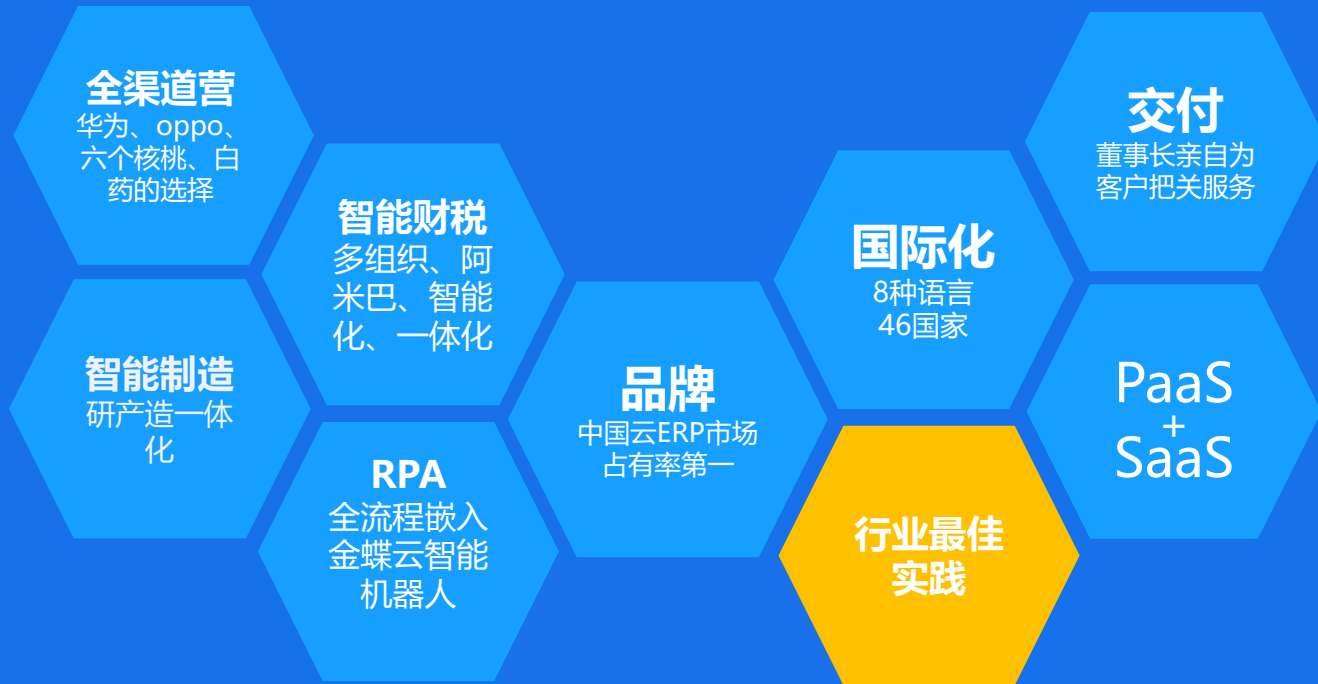 全渠道营
华为、oppo、
六个核桃、白
药的选择
智能制造
研产造一体
化
智能财税
多组织、阿
米巴、智能
化、一体化
RPA
全流程嵌入
金蝶云智能
机器人
品牌
中国云ERP市场
占有率第一
国际化
8种语言
46国家
行业最佳
实践
交付
董事长亲自为
客户把关服务
PaaS
+
SaaS